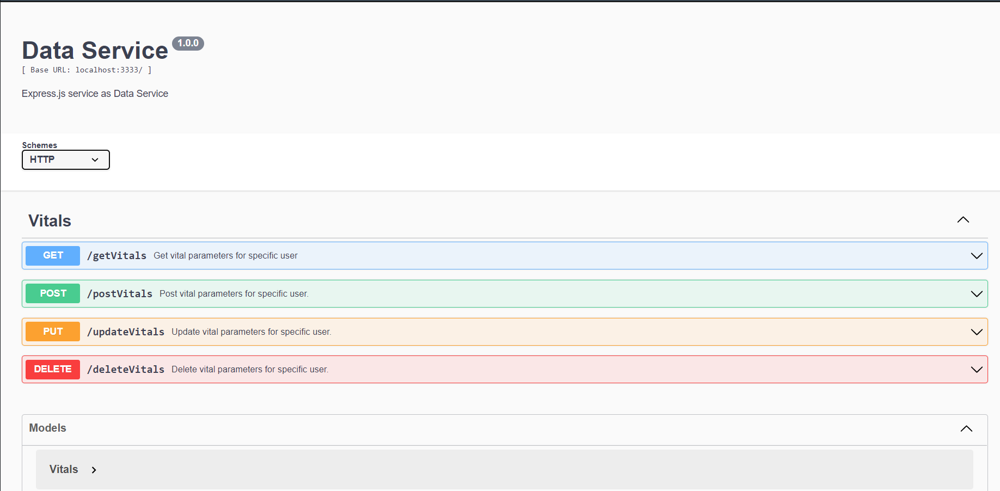 Data Service 1.0.0
[ Base URL: localhost:3333/ ]
Express.js service as Data Service
Schemes
HTTP
Vitals
GET /getVitals Get vital parameters for specific user
POST /postVitals Post vital parameters for specific user.
PUT /updateVitals Update vital parameters for specific user.
DELETE /deleteVitals Delete vital parameters for specific user.
Models
Vitals